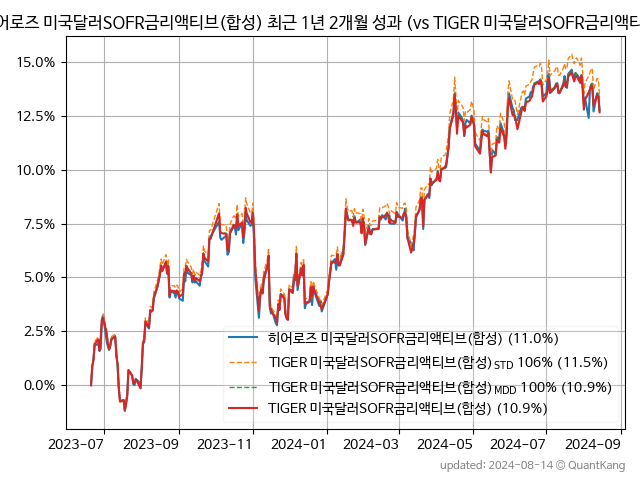 어로즈 미국달러SOFR금리액티브(합성) 최근 1년 2개월 성과 (vs TIGER 미국달러SOFR금리액티
15.0%
12.5%
10.0%
7.5%
5.0%
2.5%
0.0%
히어로즈 미국달러SOFR금리액티브(합성) (11.0%)
TIGER 미국달러SOFR금리액티브(합성) STD 106% (11.5%)
TIGER 미국달러SOFR금리액티브(합성) MDD 100% (10.9%)
TIGER 미국달러SOFR금리액티브(합성) (10.9%)
2023-07 2023-09 2023-11 2024-01 2024-03 2024-05 2024-07 2024-09
updated: 2024-08-14 © QuantKang